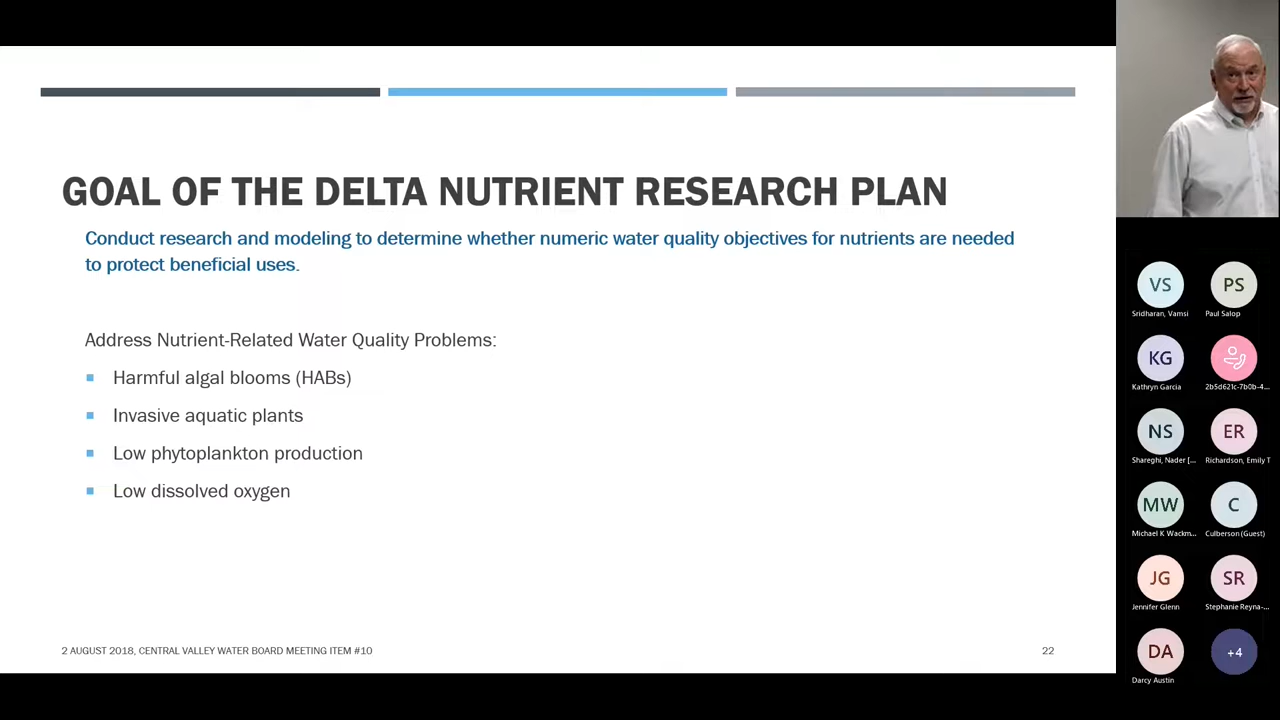 GOAL OF THE DELTA NUTRIENT RESEARCH PLAN
Conduct research and modeling to determine whether numeric water quality objectives for nutrients are needed
to protect beneficial uses.
Address Nutrient-Related Water Quality Problems:
Harmful algal blooms (HABs)
Invasive aquatic plants
Low phytoplankton production
Low dissolved oxygen
2 AUGUST 2018, CENTRAL VALLEY WATER BOARD MEETING ITEM #10
22
VS
PS
Sridharan, Vamsi
Paul Salop
KG
Kathryn Garcia
2b5d621c-7b0b-4...
NS
ER
Shareghi, Nader [...
Richardson, Emily T
MW
C
Michael K Wackm...
Culberson (Guest)
JG
SR
Jennifer Glenn
Stephanie Reyna-...
DA
+4
Darcy Austin